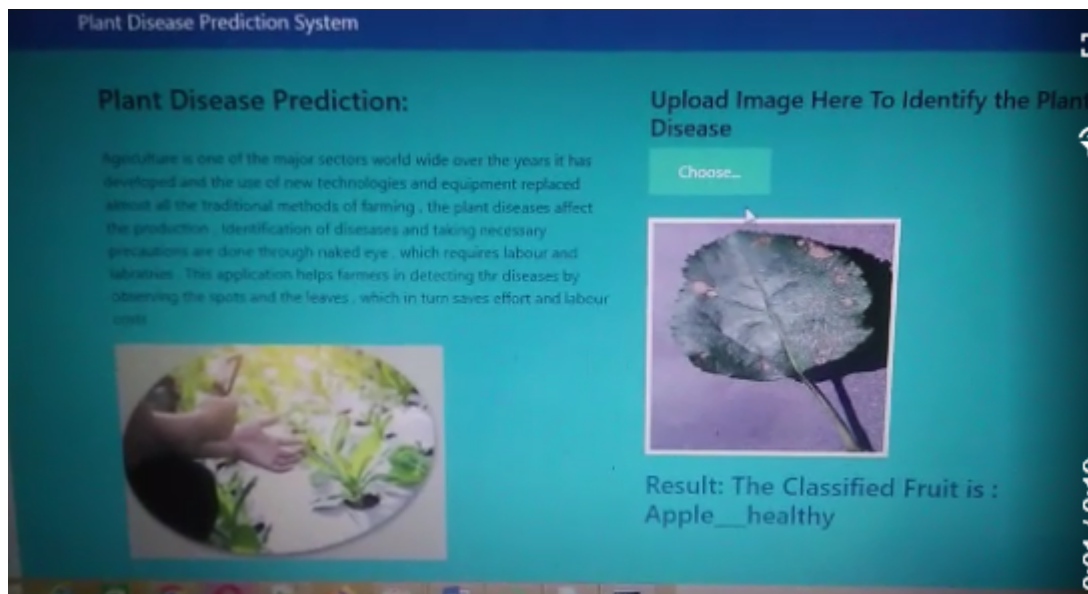 Plant Disease Prediction System
Plant Disease Prediction:
Agriculture is one of the major sectors world wide over the years it has
developed and the use of new technologies and equipment replaced
almost all the traditional methods of farming , the plant diseases affect
the production , Identification of and taking necessary
precautions are done through naked eye , which requires labour and
This application helps farmers in detecting thr diseases by
observing the spots and the leaves , which in turn saves effort and labour
Upload Image Here To Identify the Plant
Disease
Choose...
Result: The Classified Fruit is :
Apple___healthy